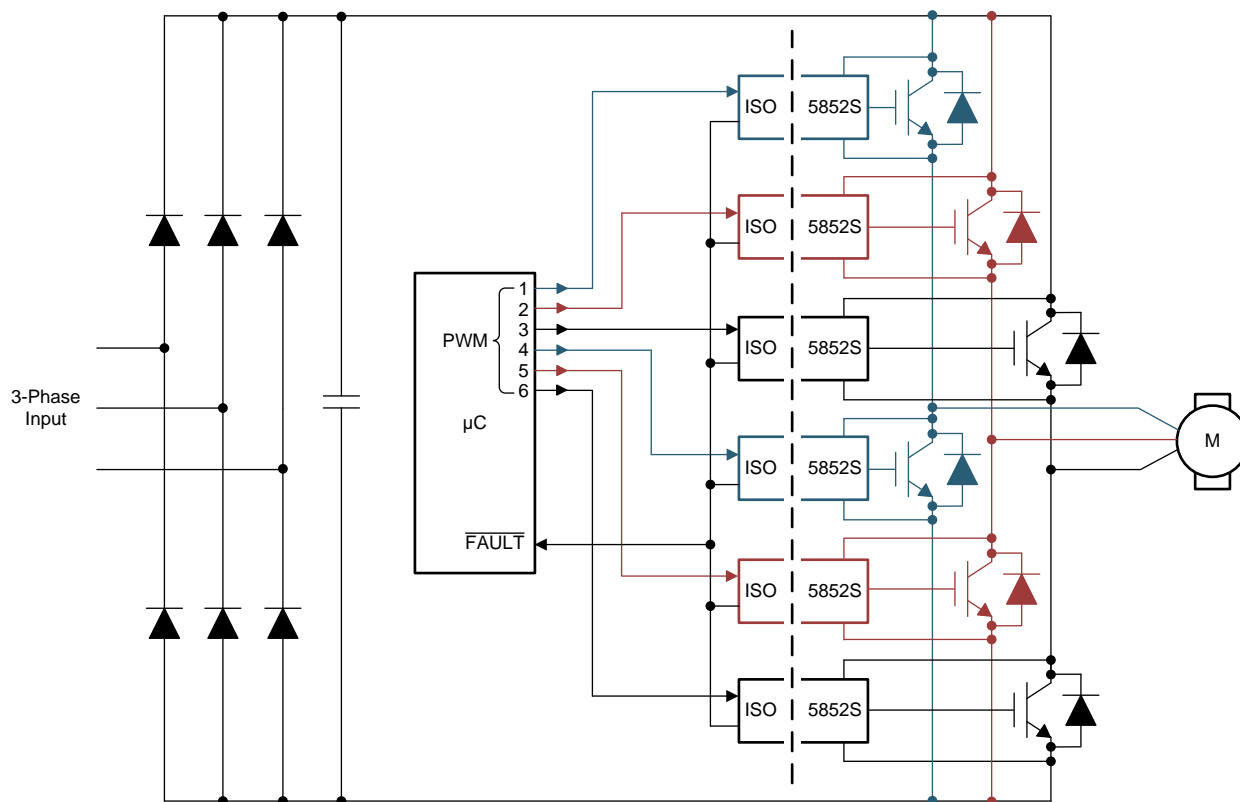 3-Phase
Input
PWM
1
2
3
4
5
6
µC
FAULT
ISO
5852S
ISO
5852S
ISO
5852S
ISO
5852S
ISO
5852S
ISO
5852S
M